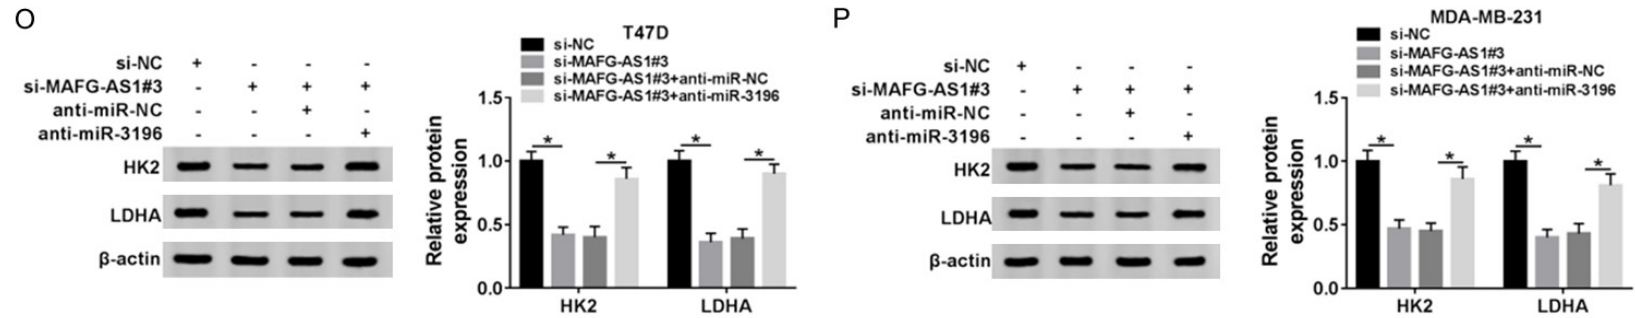 O
si-NC + - - -
si-MAFG-AS1#3 - + + +
anti-miR-NC - - + -
anti-miR-3196 - - - +
HK2
LDHA
β-actin
T47D
si-NC
si-MAFG-AS1#3
si-MAFG-AS1#3+anti-miR-NC
si-MAFG-AS1#3+anti-miR-3196
Relative protein
expression
1.5
1.0
0.5
0.0
* * * *
HK2 LDHA
P
si-NC + - - -
si-MAFG-AS1#3 - + + +
anti-miR-NC - - + -
anti-miR-3196 - - - +
HK2
LDHA
β-actin
MDA-MB-231
si-NC
si-MAFG-AS1#3
si-MAFG-AS1#3+anti-miR-NC
si-MAFG-AS1#3+anti-miR-3196
Relative protein
expression
1.5
1.0
0.5
0.0
* * * *
HK2 LDHA